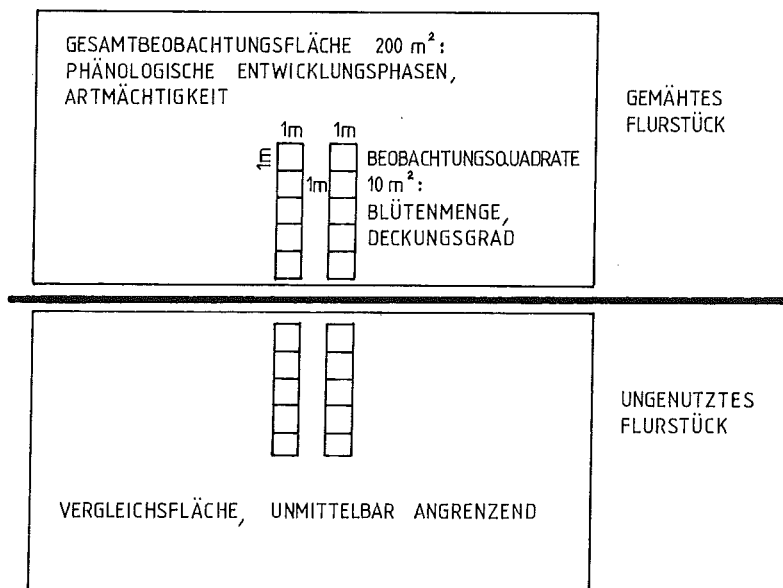 GESAMTBEOBACHTUNGSFLÄCHE 200 m²:
PHÄNOLOGISCHE ENTWICKLUNGSPHASEN,
ARTMÄCHTIGKEIT
GEMÄHTES
FLURSTÜCK
1m 1m
1m
BEOBACHTUNGSQUADRATE
1m 10 m²:
BLÜTENMENGE,
DECKUNGSGRAD
UNGENUTZTES
FLURSTÜCK
VERGLEICHSFLÄCHE, UNMITTELBAR ANGRENZEND